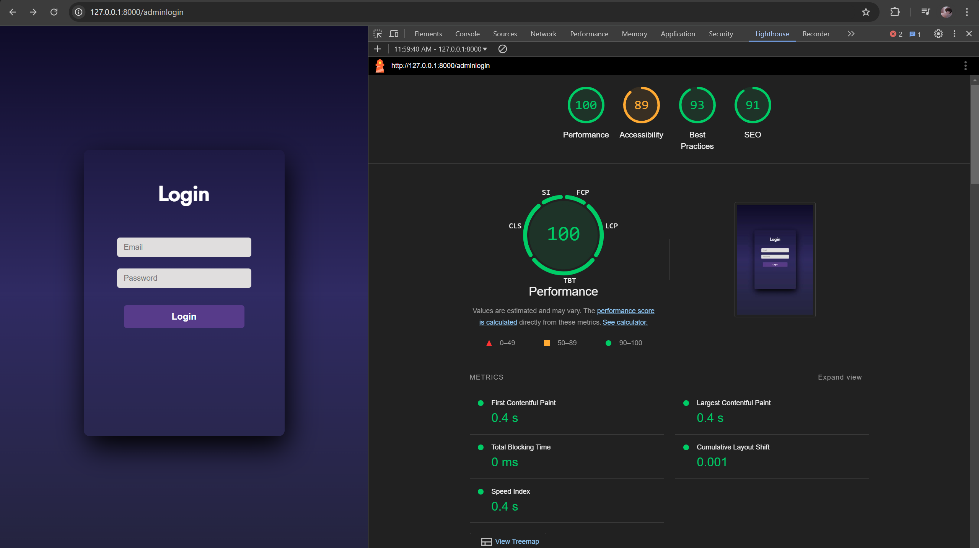 127.0.0.1:8000/adminlogin
Elements Console Sources Network Performance Memory Application Security Lighthouse Recorder 2 1
11:59:40 AM - 127.0.0.1:8000
http://127.0.0.1:8000/adminlogin
100 89 93 91
Performance Accessibility Best Practices SEO
Login
Email
Password
Login
SI FCP
CLS LCP
100
TBT
Performance
Values are estimated and may vary. The performance score
is calculated directly from these metrics. See calculator.
0–49 50–89 90–100
METRICS Expand view
First Contentful Paint
0.4 s
Largest Contentful Paint
0.4 s
Total Blocking Time
0 ms
Cumulative Layout Shift
0.001
Speed Index
0.4 s
View Treemap
Login